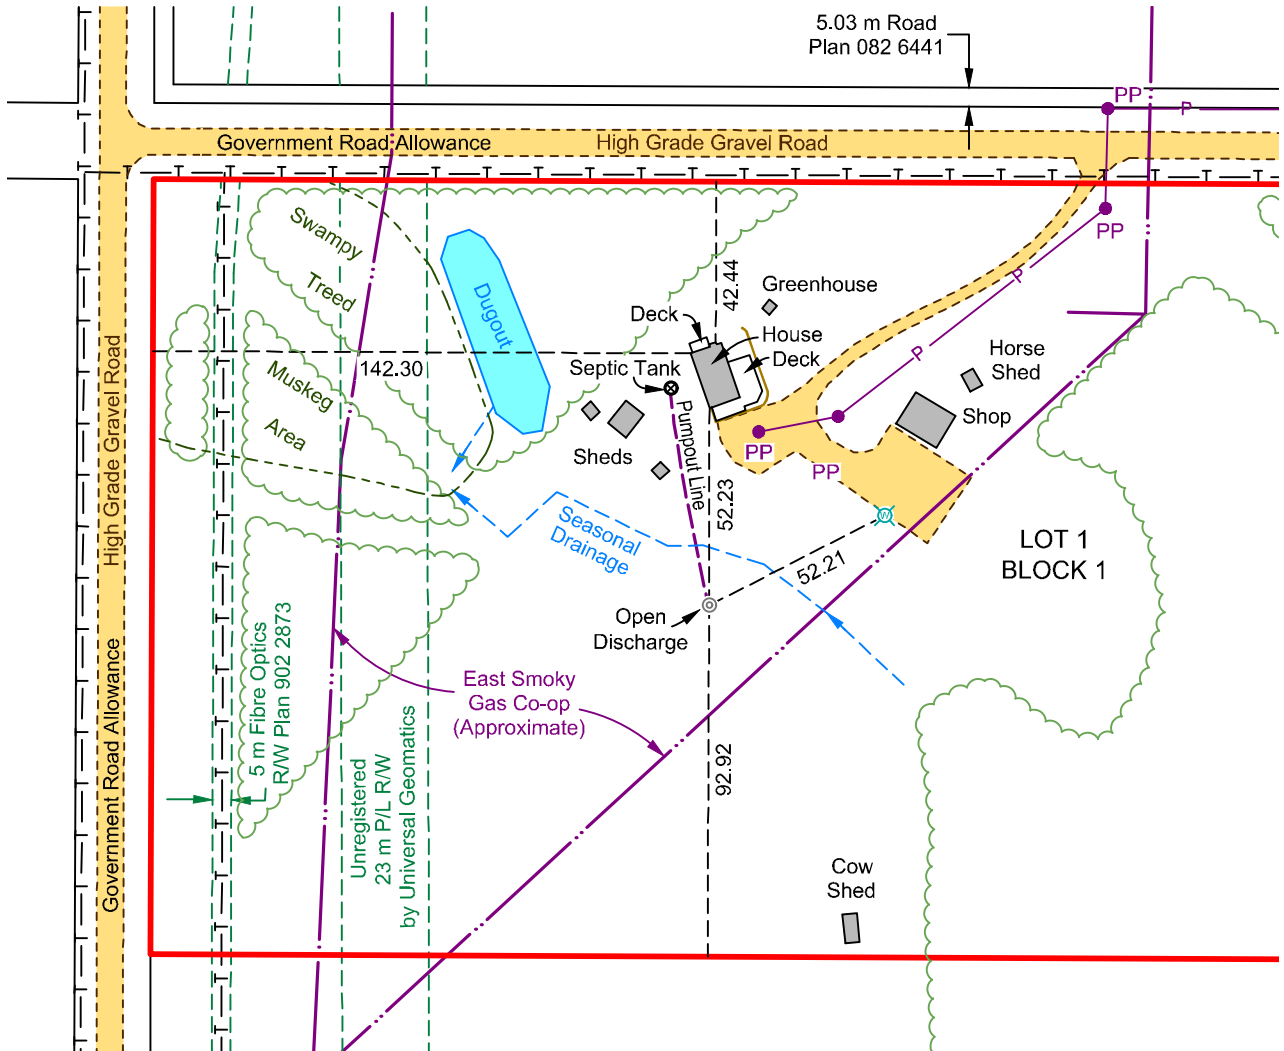 5.03 m Road
Plan 082 6441
PP
P
Government Road Allowance
High Grade Gravel Road
PP
Swampy
Treed
Dugout
42.44
Greenhouse
P
Deck
House
Deck
P
Horse
Shed
142.30
Septic Tank
Muskeg
Area
High Grade Gravel Road
Pumpout Line
Shop
PP
PP
Sheds
52.23
W
Seasonal
Drainage
52.21
LOT 1
BLOCK 1
Open
Discharge
5 m Fibre Optics
R/W Plan 902 2873
East Smoky
Gas Co-op
(Approximate)
Government Road Allowance
Unregistered
23 m P/L R/W
by Universal Geomatics
92.92
Cow
Shed